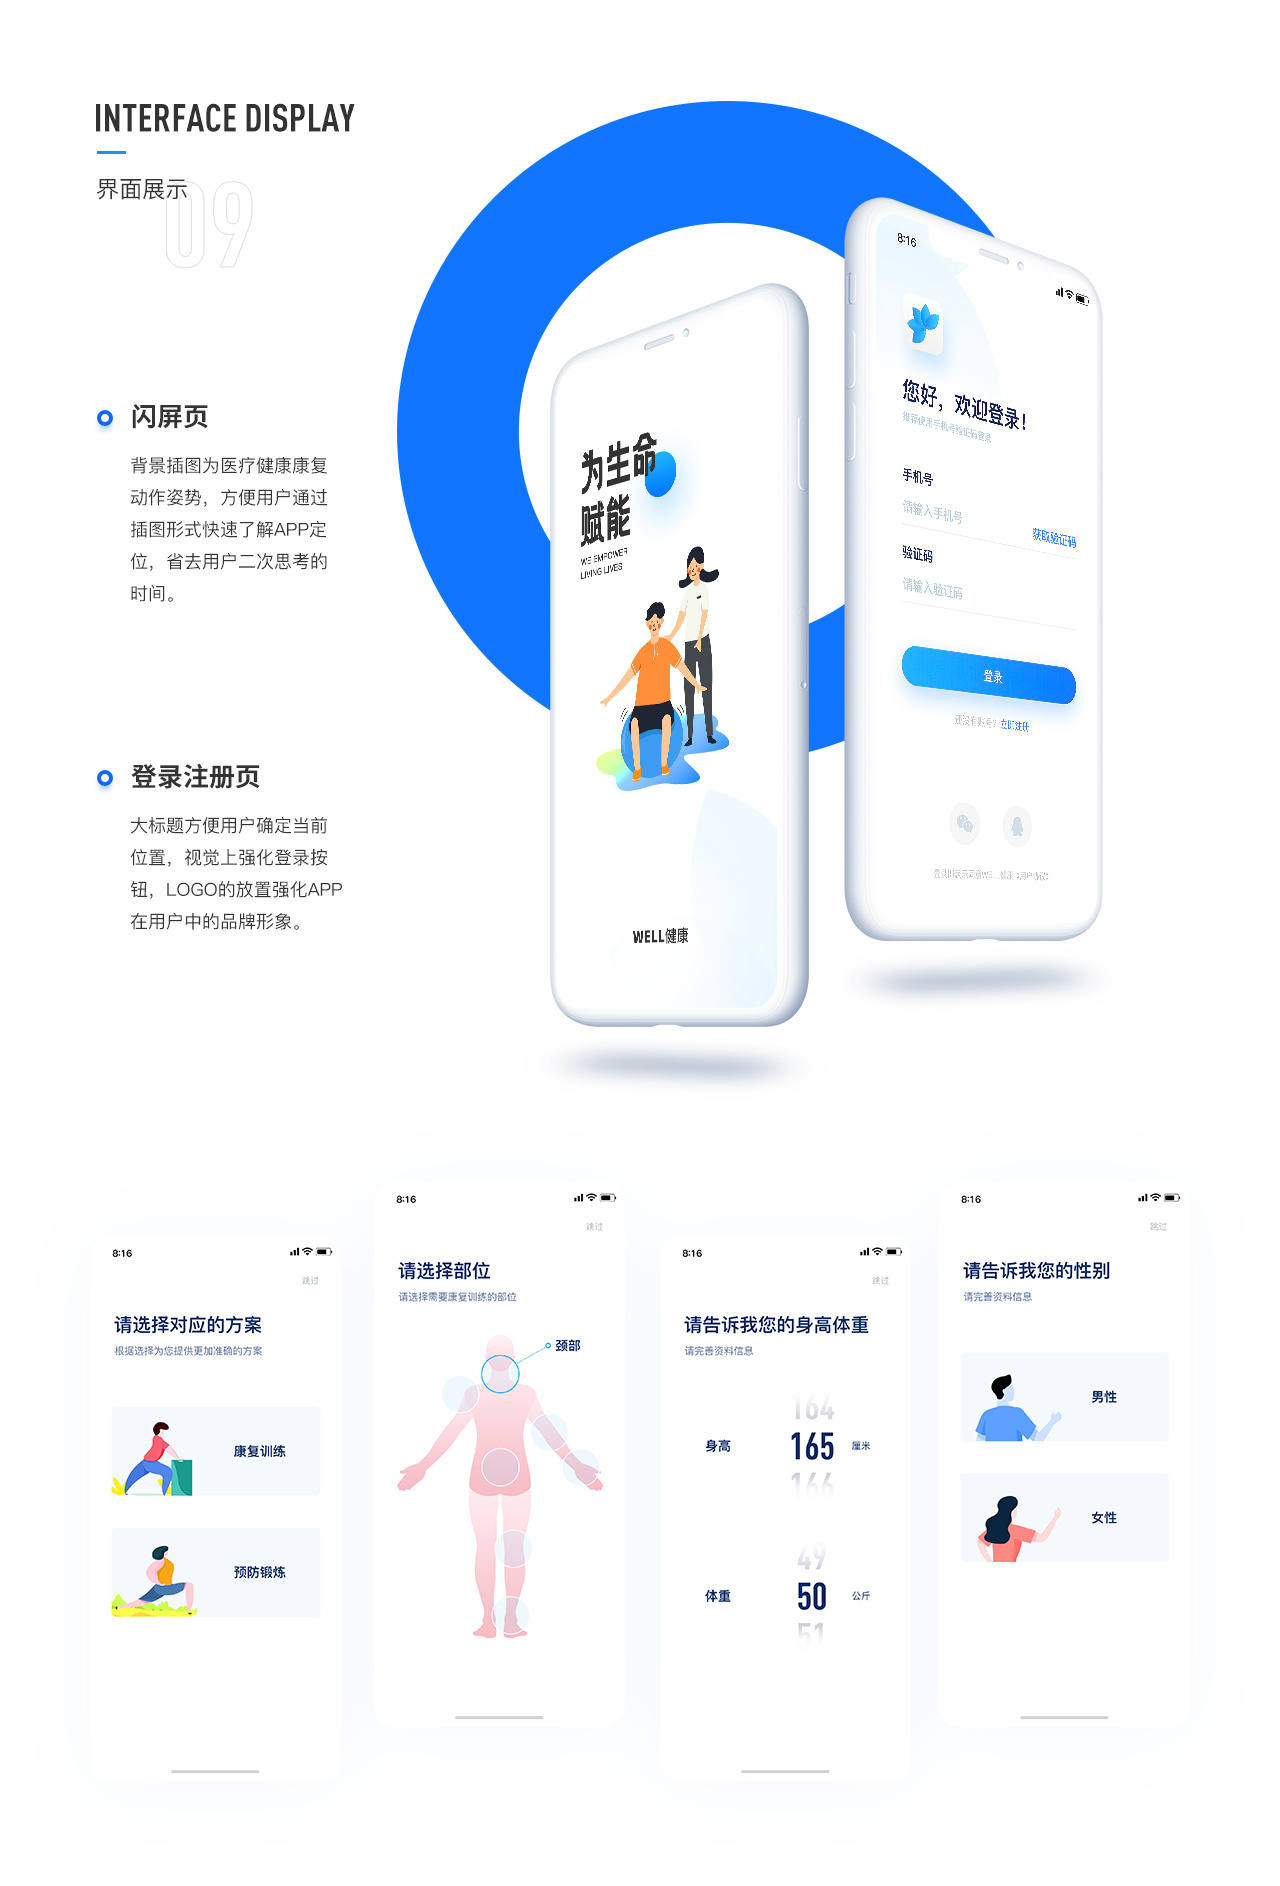 INTERFACE DISPLAY
界面展示
09
闪屏页
背景插图为医疗健康康复
动作姿势，方便用户通过
插图形式快速了解APP定
位，省去用户二次思考的
时间。
登录注册页
大标题方便用户确定当前
位置，视觉上强化登录按
钮，LOGO的放置强化APP
在用户中的品牌形象。
为生命
赋能
WE EMPOWER
LIVING LIVES
WELL健康
8:16
您好，欢迎登录！
推荐使用手机号验证码登录
手机号
请输入手机号
获取验证码
验证码
请输入验证码
登录
还没有账号？立即注册
8:16
跳过
请选择对应的方案
根据选择为您提供更加准确的方案
康复训练
预防锻炼
8:16
跳过
请选择部位
请选择需要康复训练的部位
颈部
8:16
跳过
请告诉我您的身高体重
请完善资料信息
164
身高
165
厘米
166
49
体重
50
公斤
51
8:16
跳过
请告诉我您的性别
请完善资料信息
男性
女性